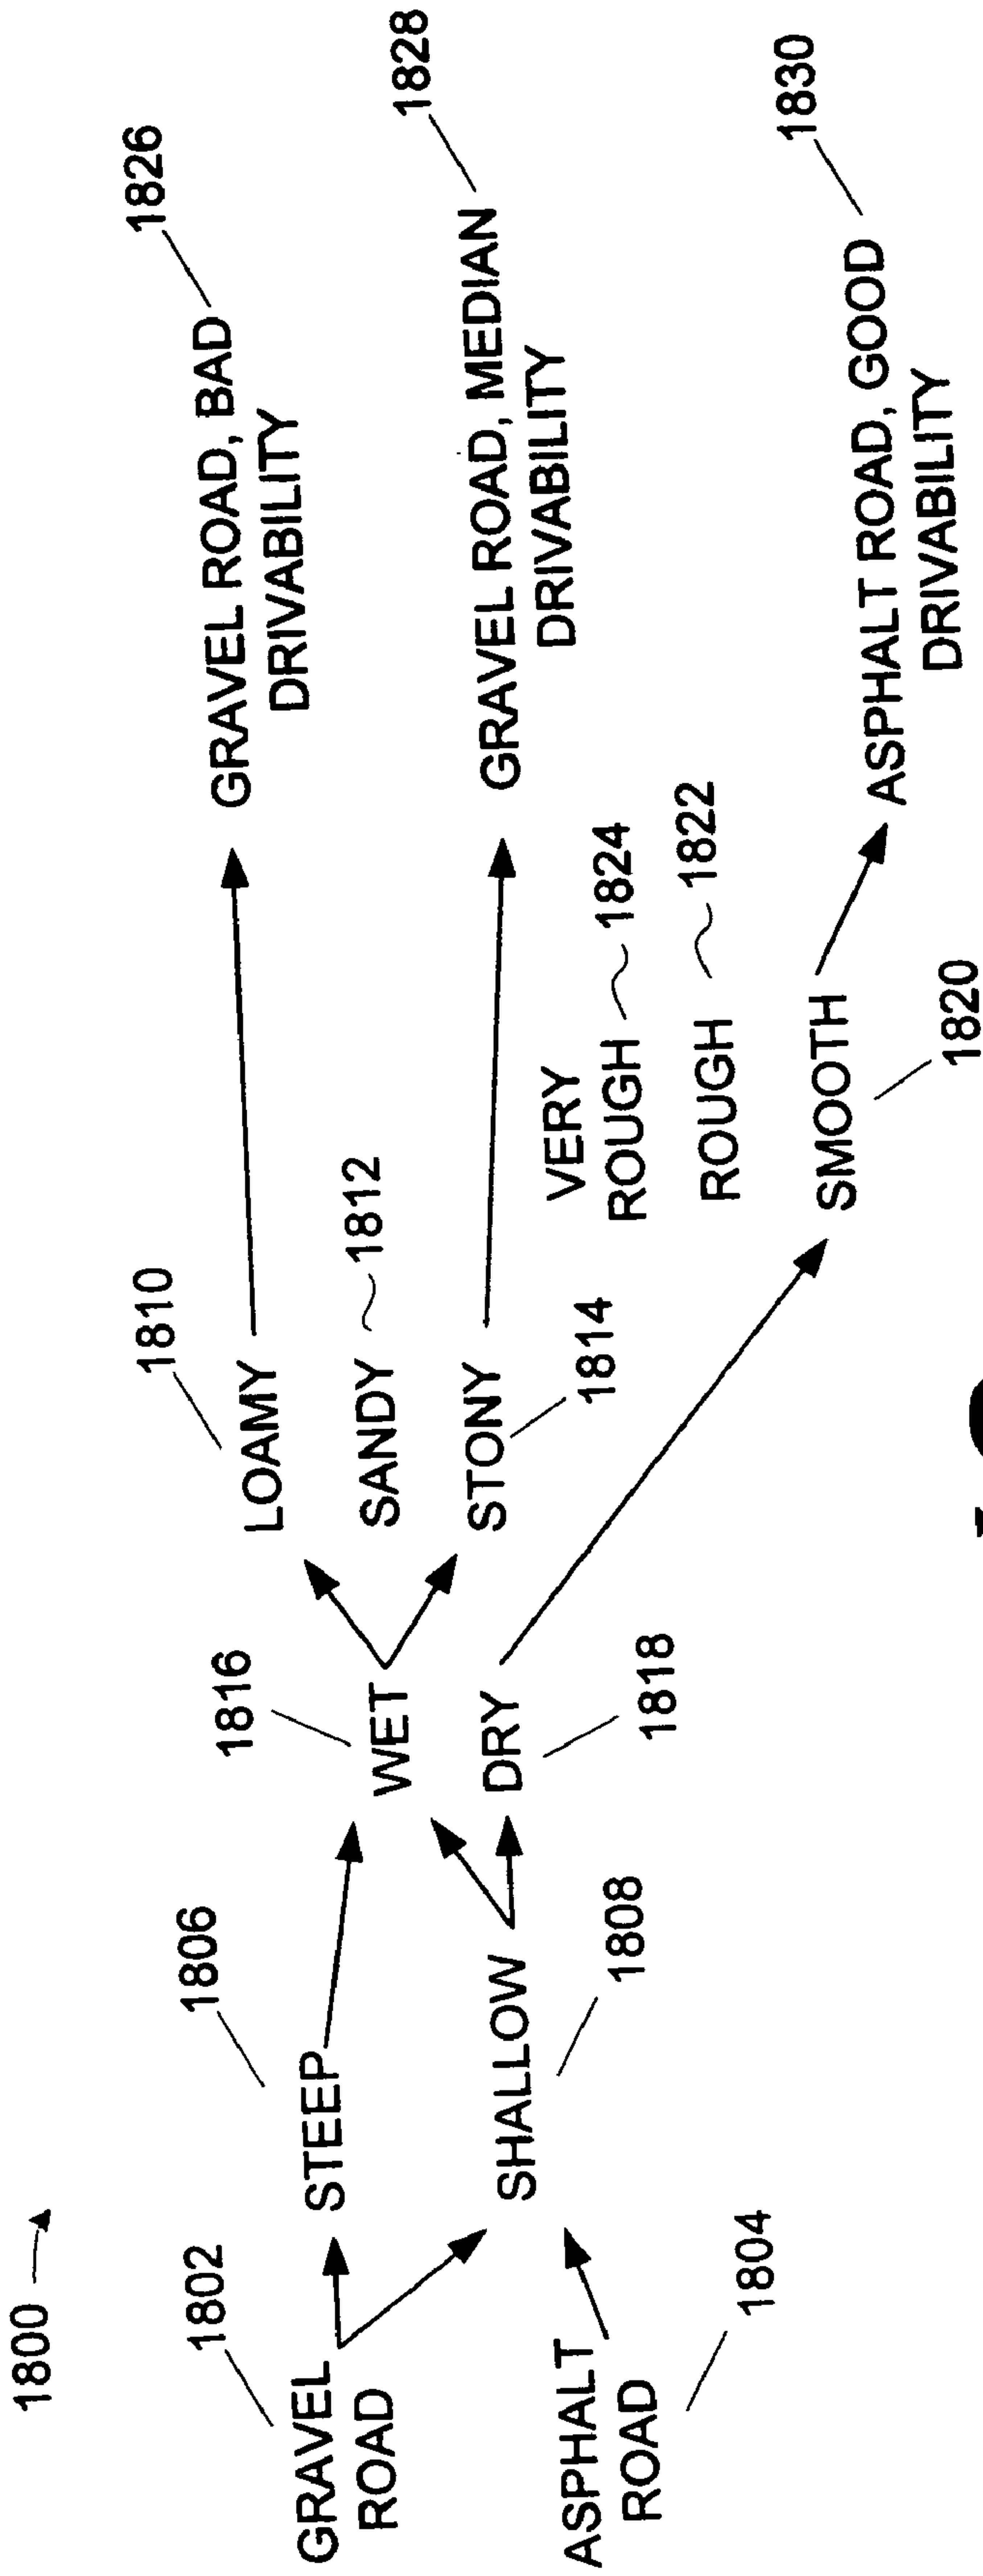 1800
1802
GRAVEL
ROAD
ASPHALT
ROAD
1804
1806
STEEP
SHALLOW
1808
1816
WET
DRY
1818
1810
LOAMY
SANDY
1812
STONY
1814
VERY
ROUGH
1824
ROUGH
1822
SMOOTH
1820
1826
GRAVEL ROAD, BAD
DRIVABILITY
1828
GRAVEL ROAD, MEDIAN
DRIVABILITY
1830
ASPHALT ROAD, GOOD
DRIVABILITY